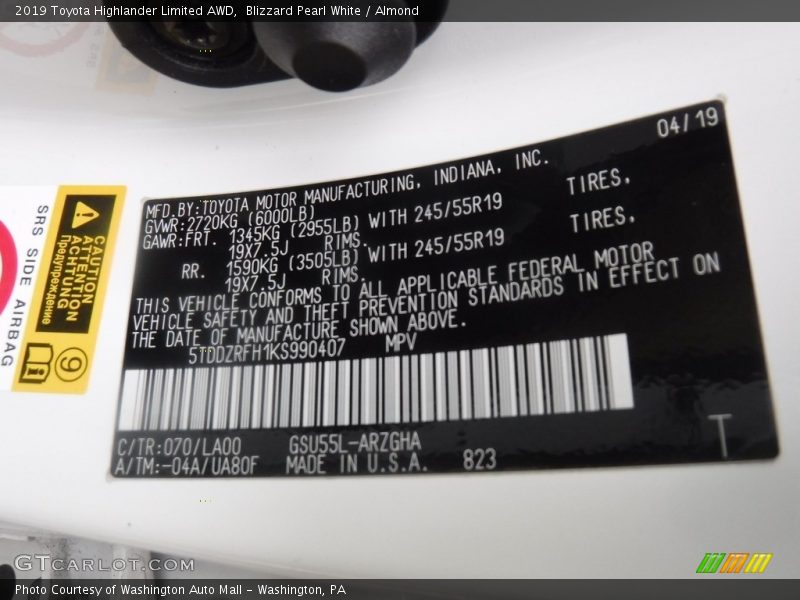 2019 Toyota Highlander Limited AWD, Blizzard Pearl White / Almond
04/19
MFD.BY:TOYOTA MOTOR MANUFACTURING, INDIANA, INC.
GVWR:2720KG (6000LB)
GAWR:FRT. 1345KG (2955LB) WITH 245/55R19 TIRES,
19X7.5J RIMS.
RR. 1590KG (3505LB) WITH 245/55R19 TIRES,
19X7.5J RIMS.
THIS VEHICLE CONFORMS TO ALL APPLICABLE FEDERAL MOTOR
VEHICLE SAFETY AND THEFT PREVENTION STANDARDS IN EFFECT ON
THE DATE OF MANUFACTURE SHOWN ABOVE.
5TDDZRFH1KS990407 MPV
C/TR:070/LA00 GSU55L-ARZGHA
A/TM:-04A/UA80F MADE IN U.S.A. 823
T
SRS SIDE AIRBAG
CAUTION
ATTENTION
ACHTUNG
Предупреждение
9
GTCARLOT.COM
Photo Courtesy of Washington Auto Mall - Washington, PA